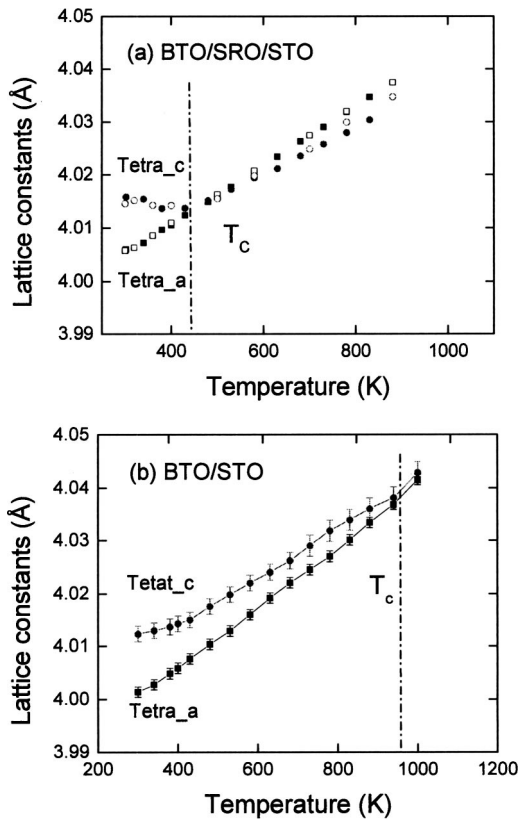 4.05
(a) BTO/SRO/STO
4.04
4.03
4.02
4.01
4.00
3.99
Lattice constants (Å)
Tetra_c
Tetra_a
T_c
400 600 800 1000
Temperature (K)
4.05
(b) BTO/STO
4.04
4.03
4.02
4.01
4.00
3.99
Lattice constants (Å)
Tetat_c
Tetra_a
T_c
200 400 600 800 1000 1200
Temperature (K)